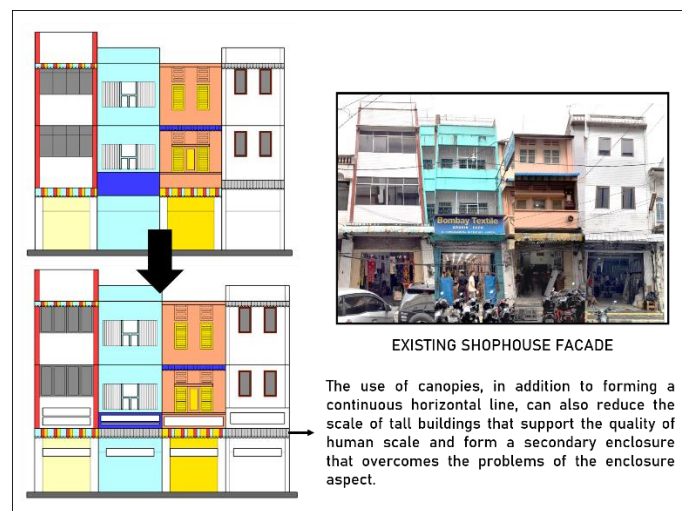 Bombay Textile
EXISTING SHOPHOUSE FACADE
The use of canopies, in addition to forming a
continuous horizontal line, can also reduce the
scale of tall buildings that support the quality of
human scale and form a secondary enclosure
that overcomes the problems of the enclosure
aspect.